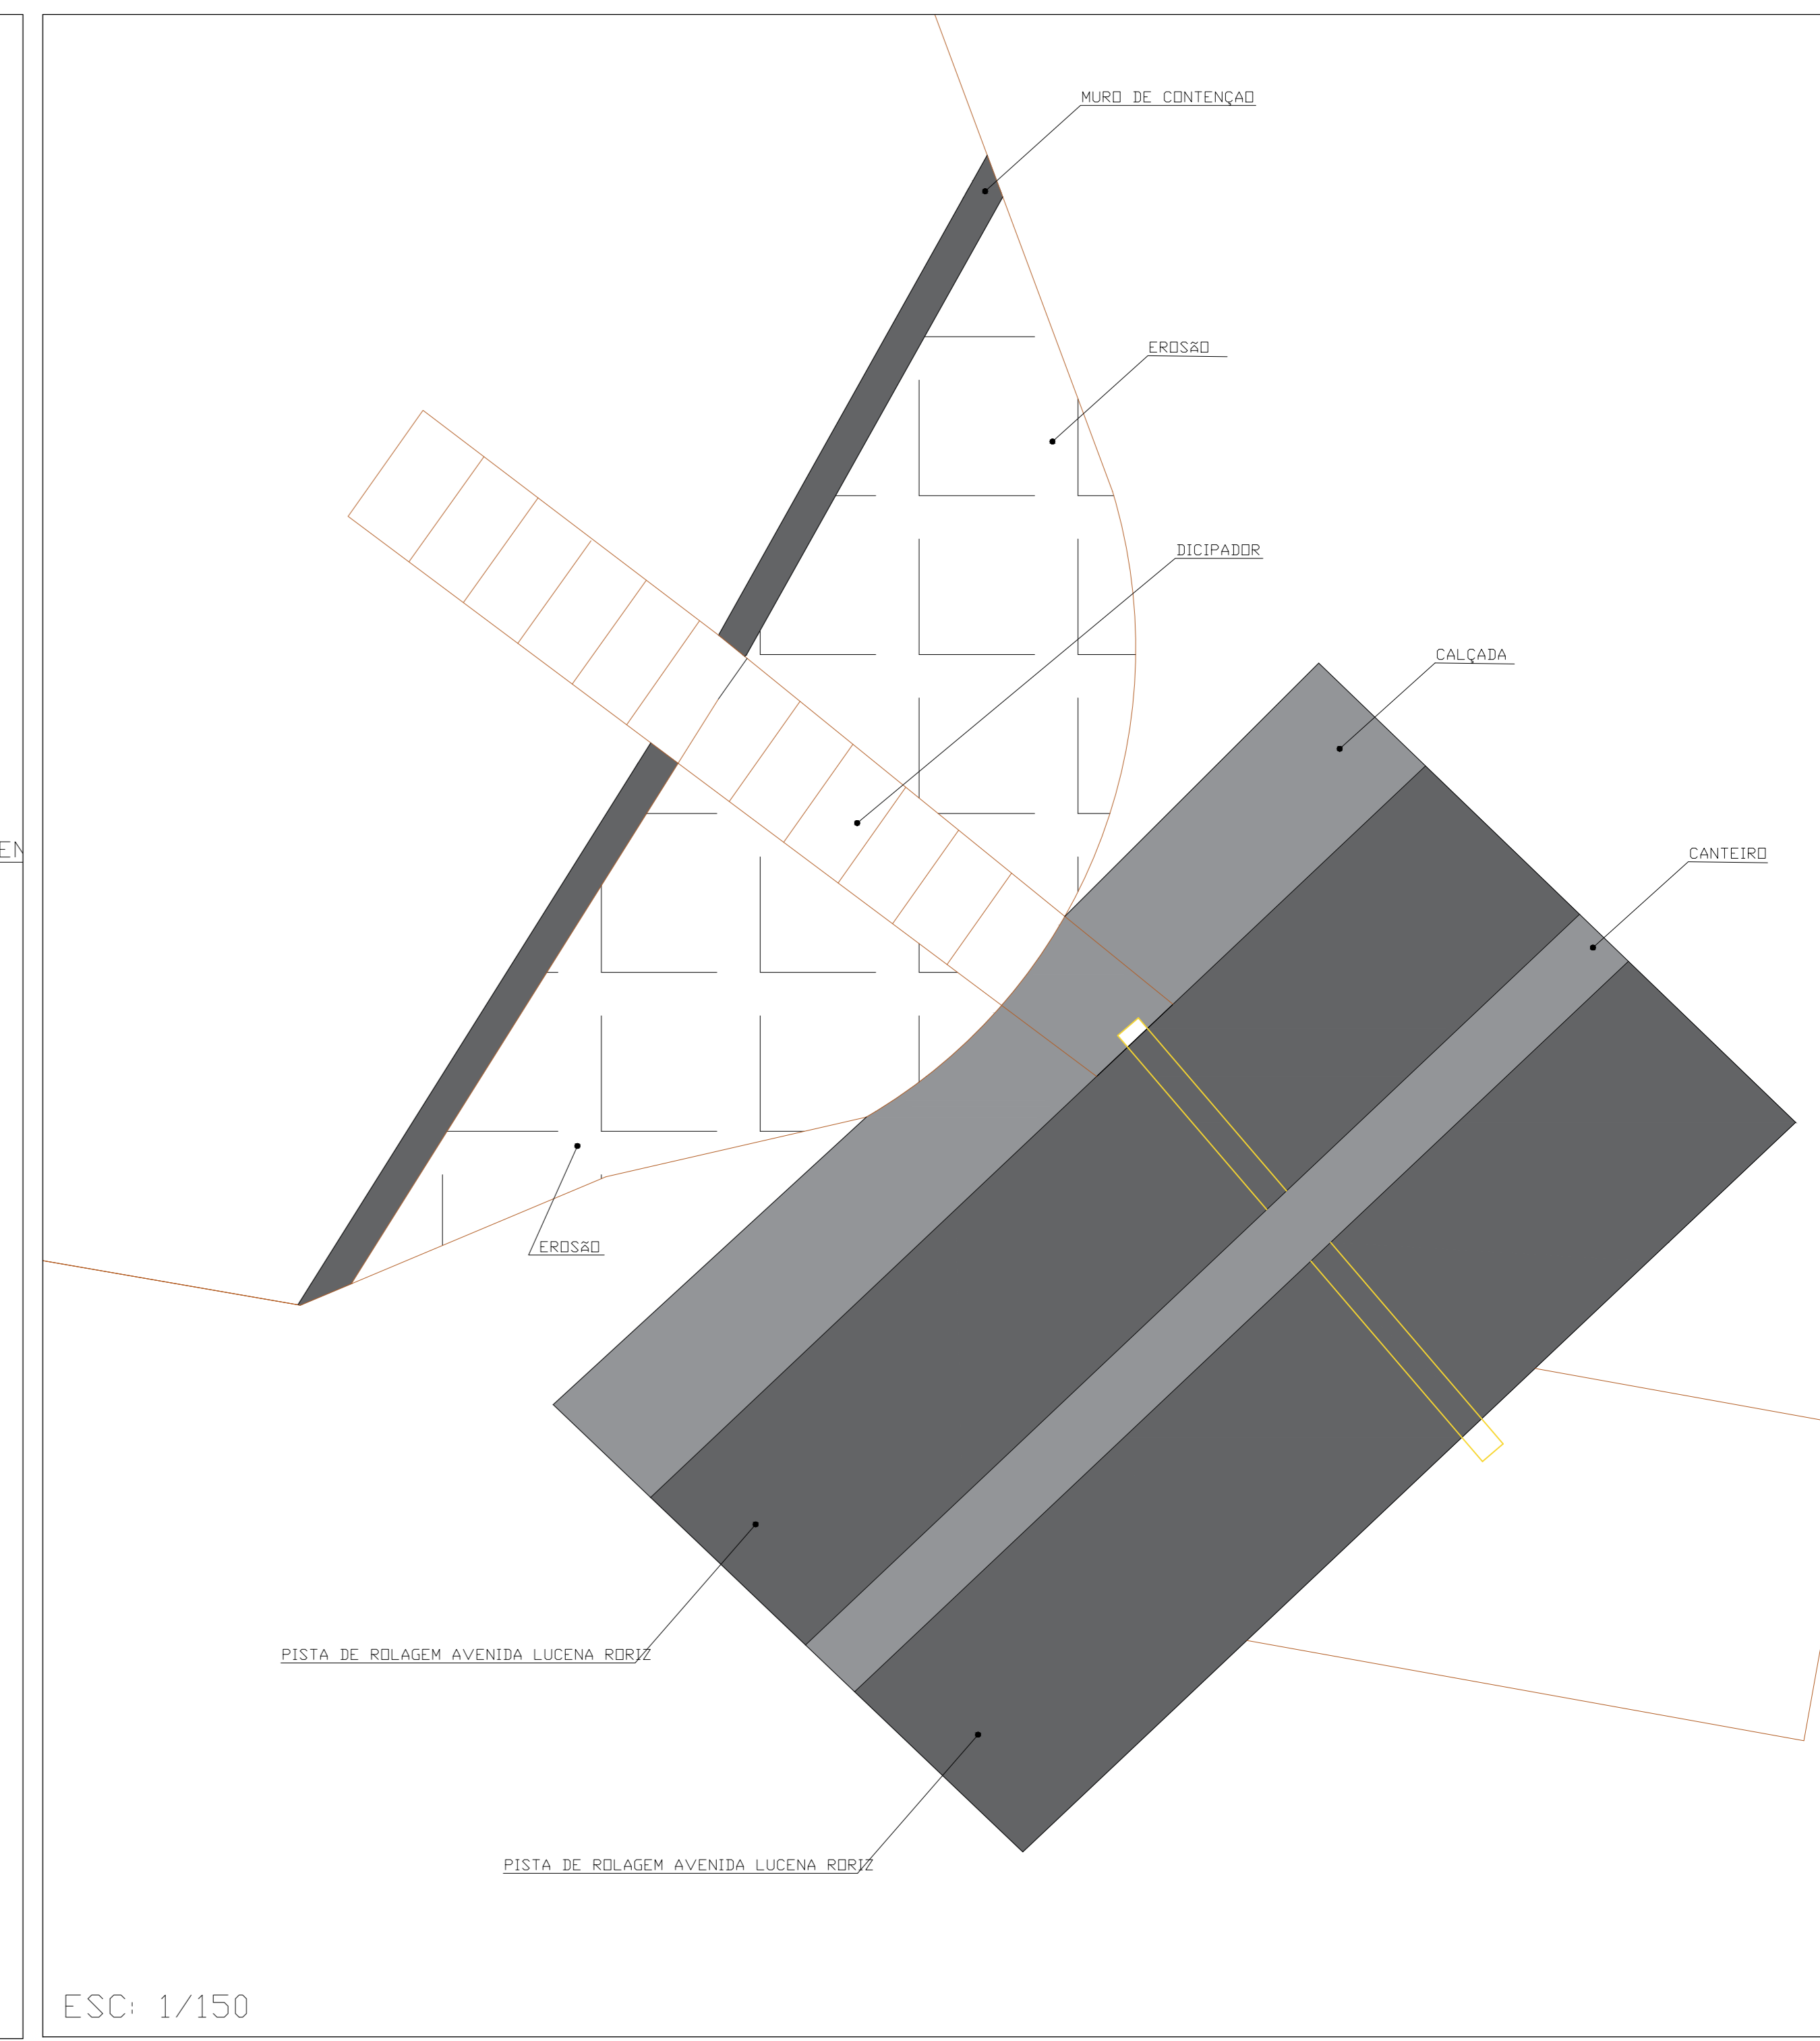 MURO DE CONTENÇAO
EROSãO
DICIPADOR
CALÇADA
EN
CANTEIRO
EROSãO
PISTA DE ROLAGEM AVENIDA LUCENA RORIZ
PISTA DE ROLAGEM AVENIDA LUCENA RORIZ
ESC: 1/150